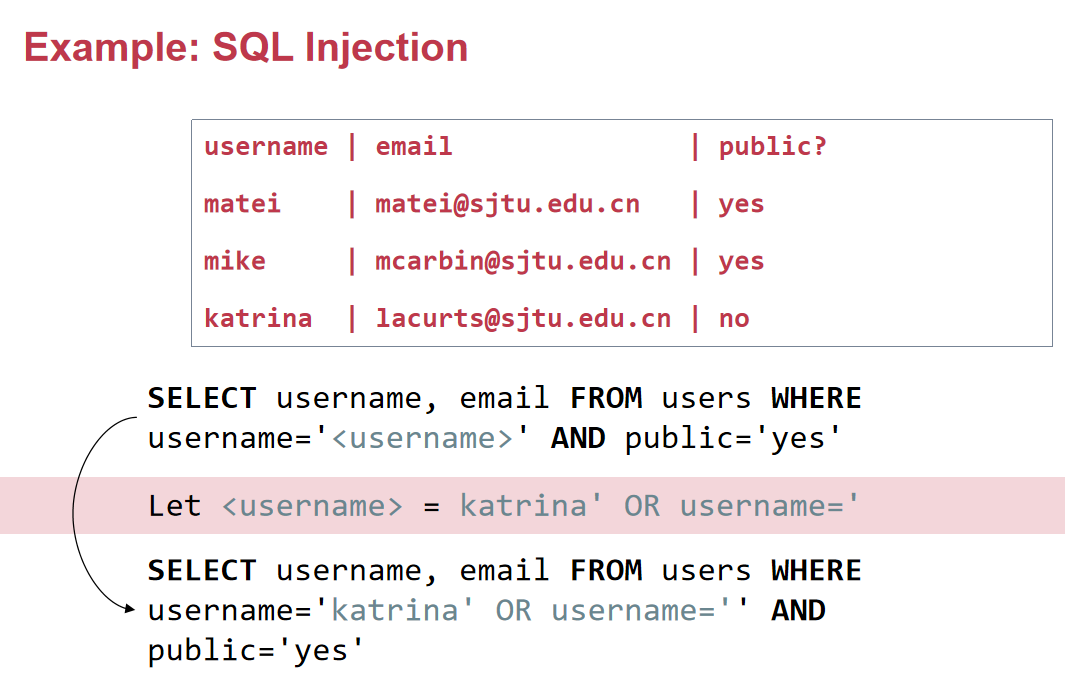 Example: SQL Injection
username | email | public?
matei | matei@sjtu.edu.cn | yes
mike | mcarbin@sjtu.edu.cn | yes
katrina | lacurts@sjtu.edu.cn | no
SELECT username, email FROM users WHERE
username='<username>' AND public='yes'
Let <username> = katrina' OR username='
SELECT username, email FROM users WHERE
username='katrina' OR username='' AND
public='yes'